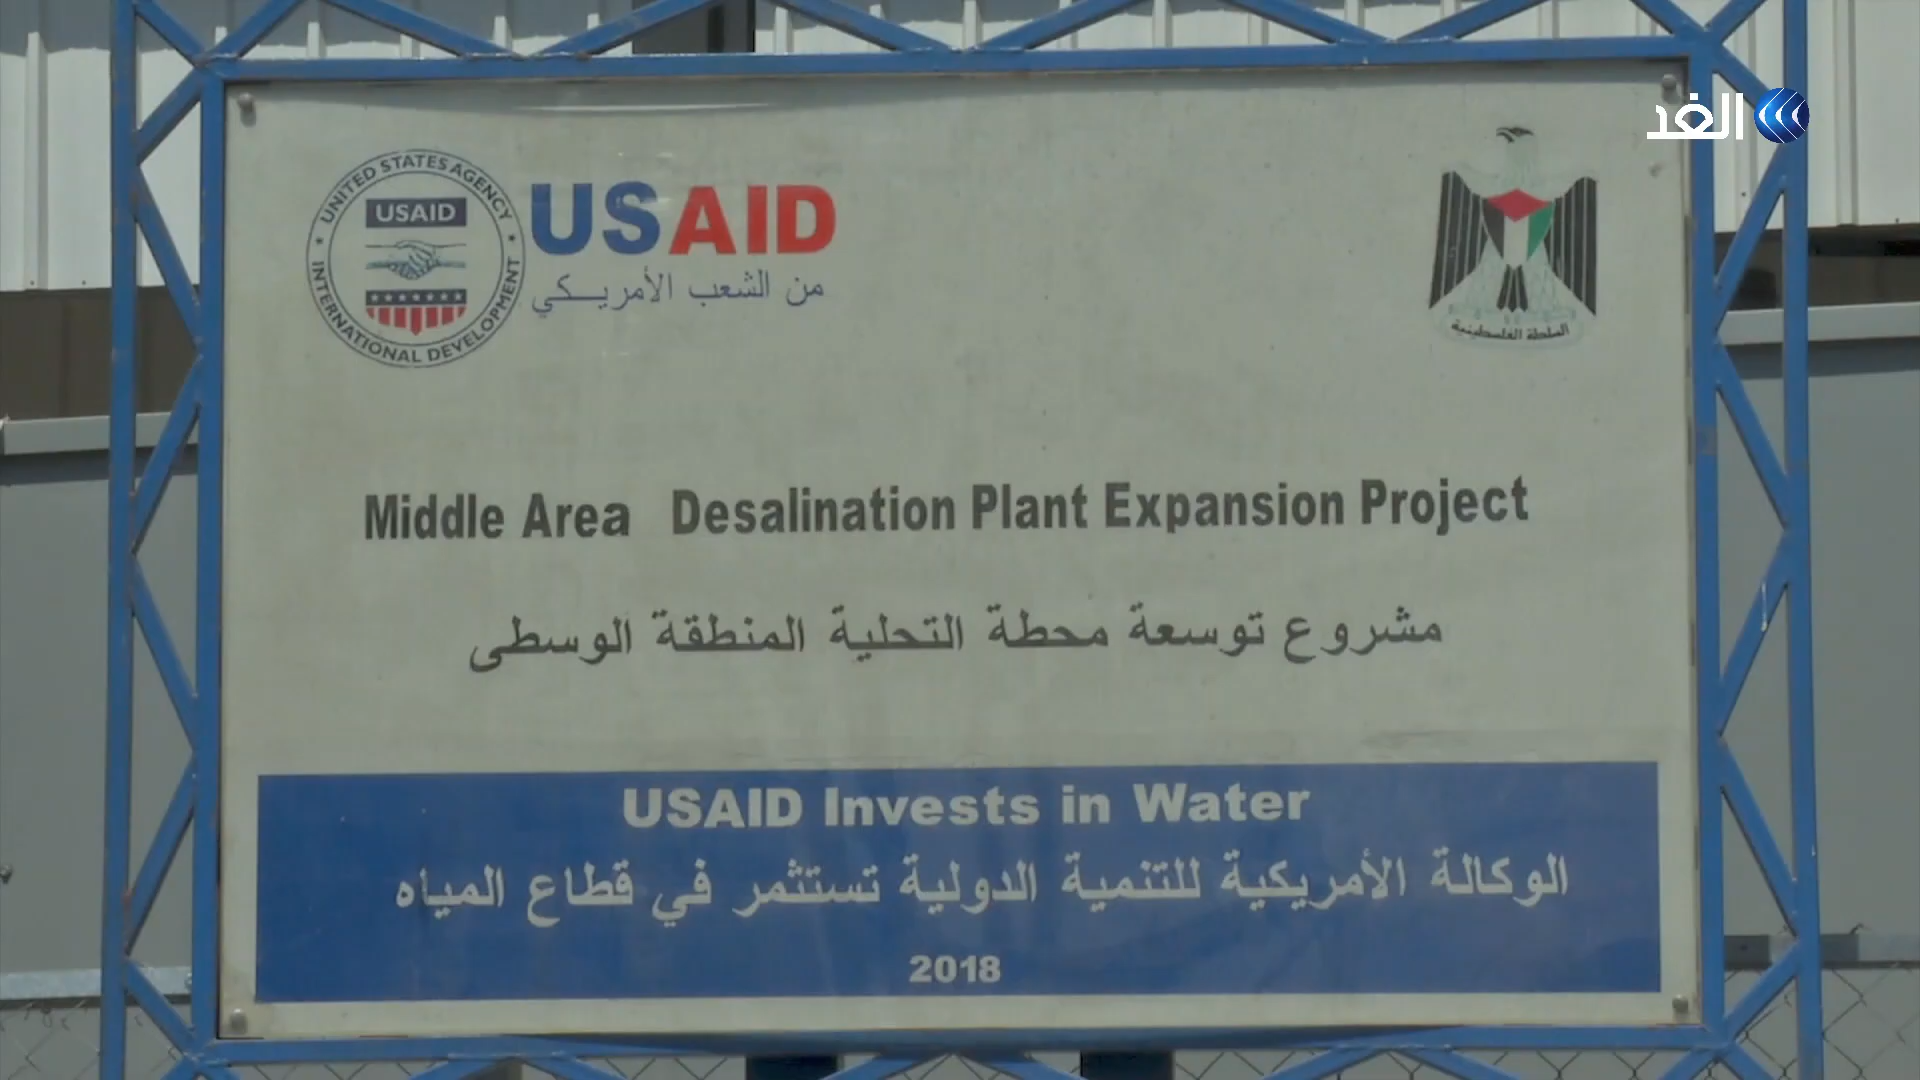 الغد
UNITED STATES AGENCY
USAID
INTERNATIONAL DEVELOPMENT
USAID
من الشعب الأمريكي
السلطة الفلسطينية
Middle Area Desalination Plant Expansion Project
مشروع توسعة محطة التحلية المنطقة الوسطى
USAID Invests in Water
الوكالة الأمريكية للتنمية الدولية تستثمر في قطاع المياه
2018